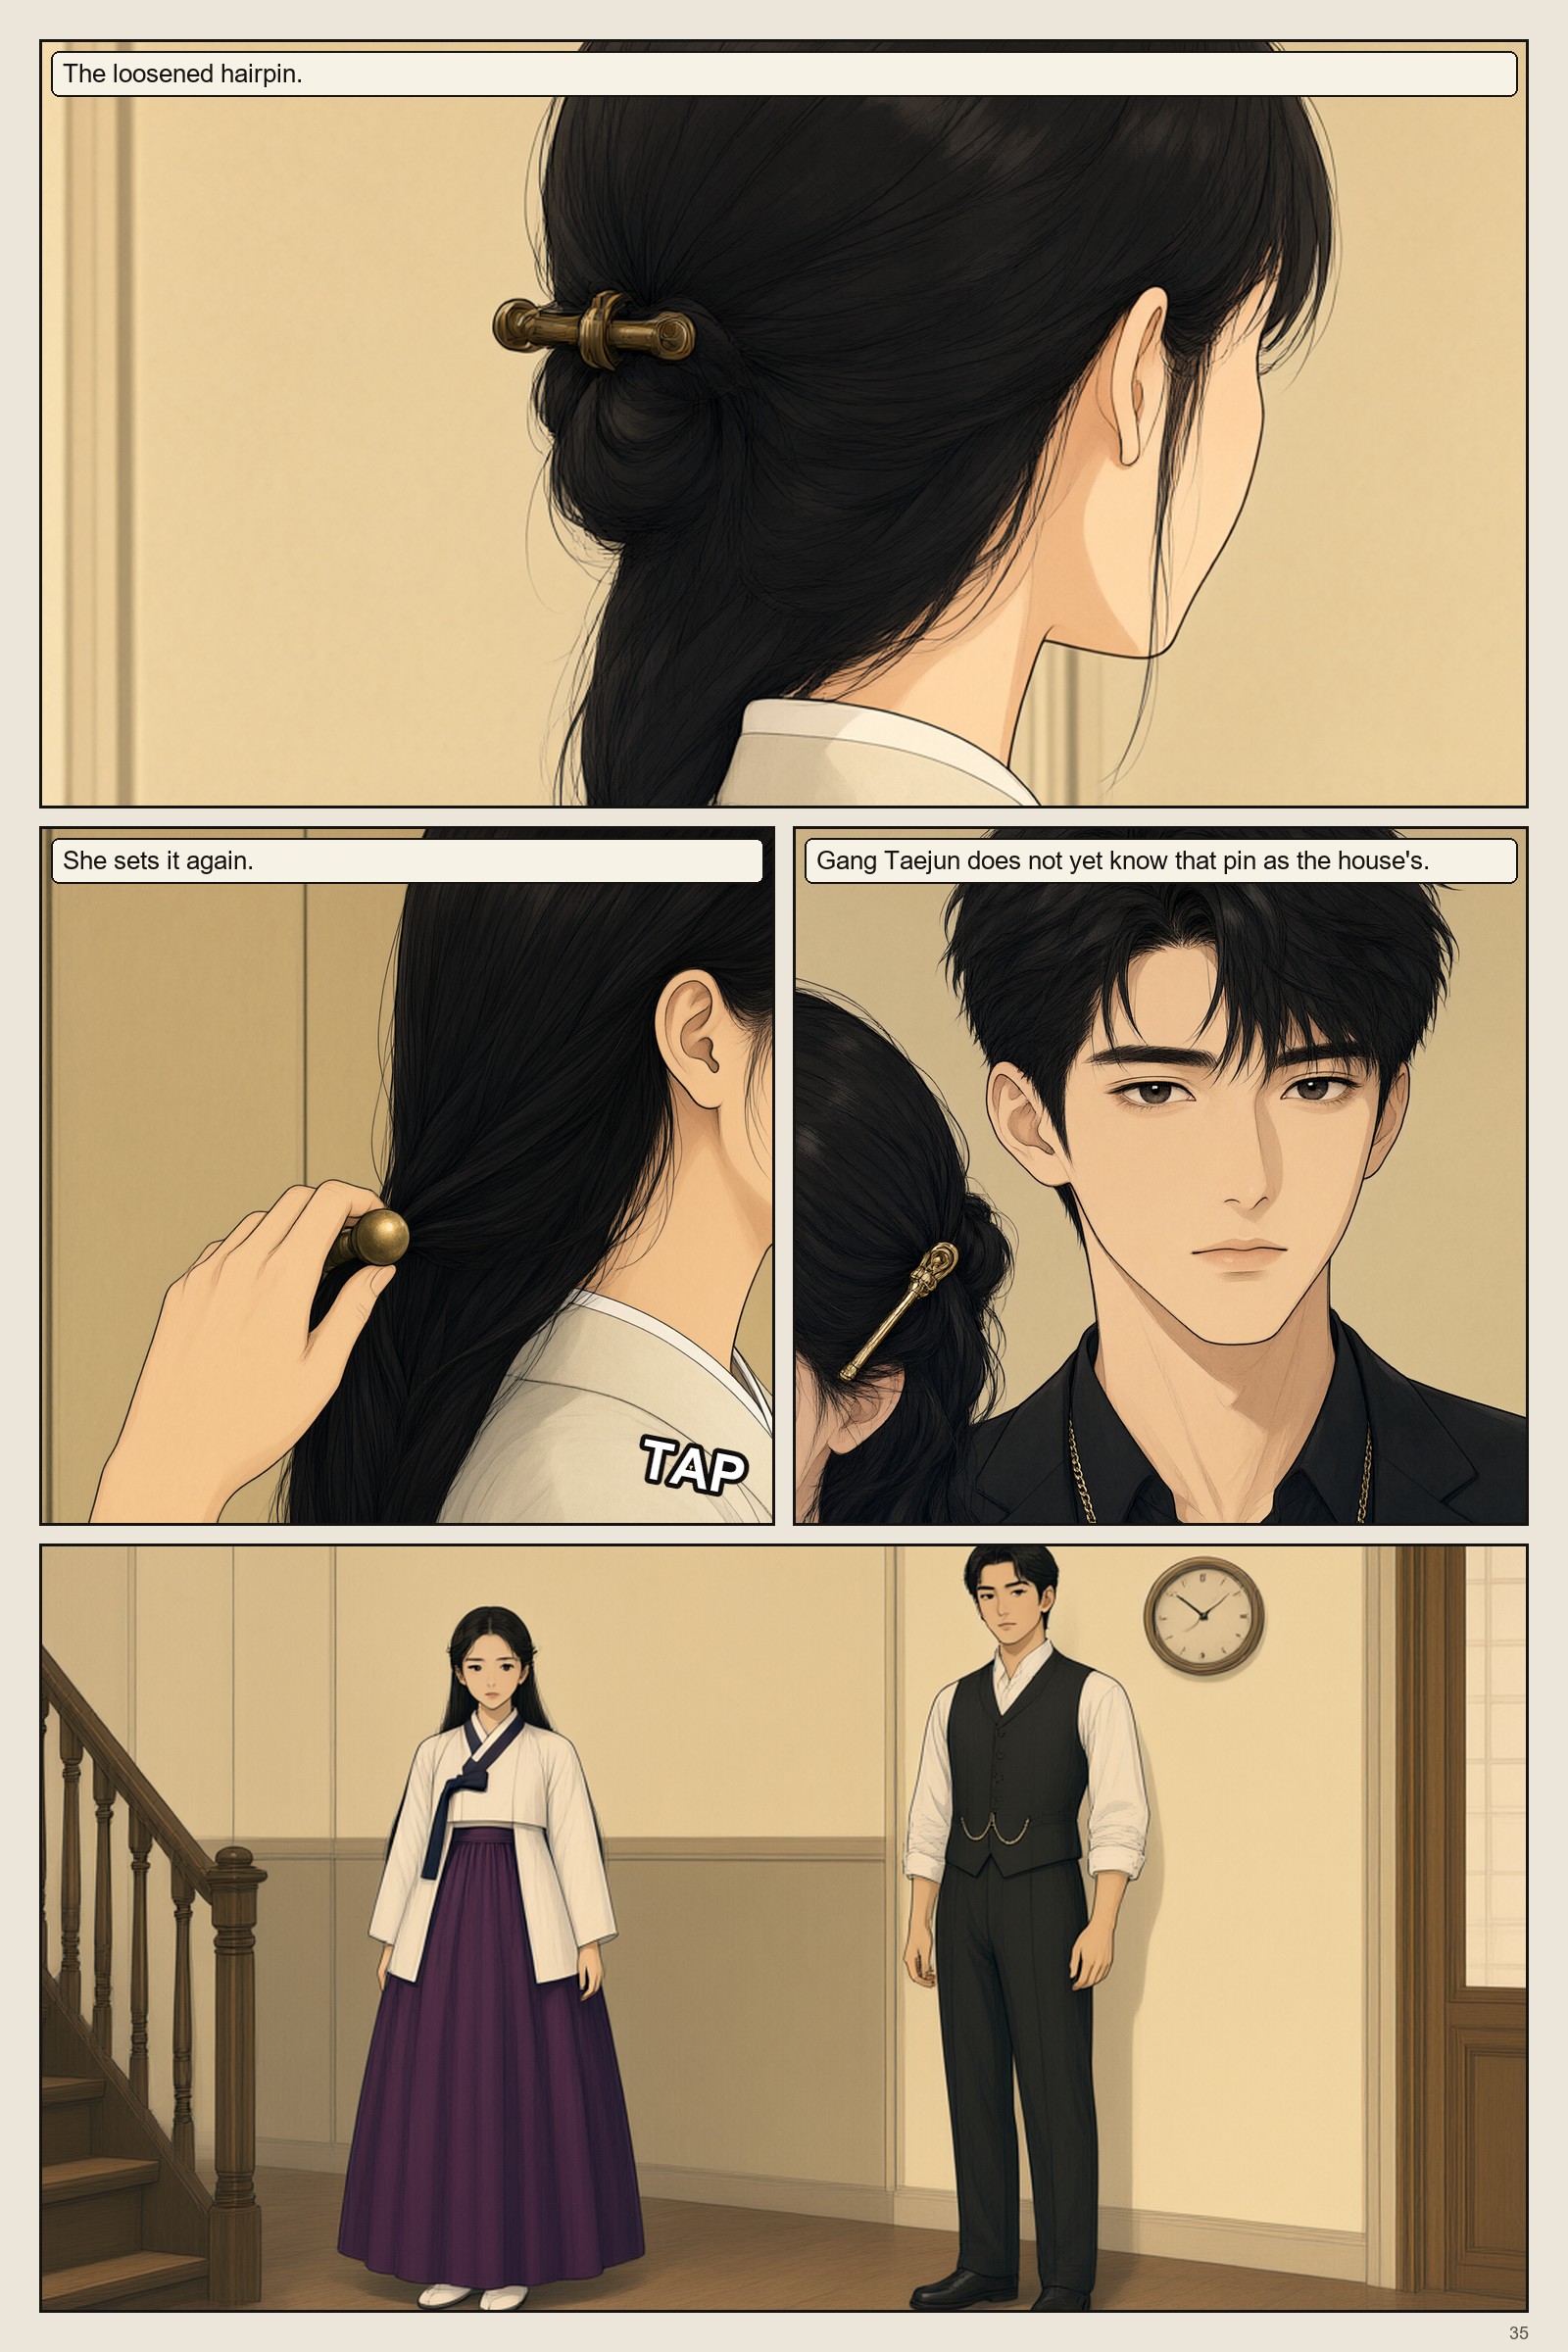 The loosened hairpin.
She sets it again.
Gang Taejun does not yet know that pin as the house's.
TAP
35